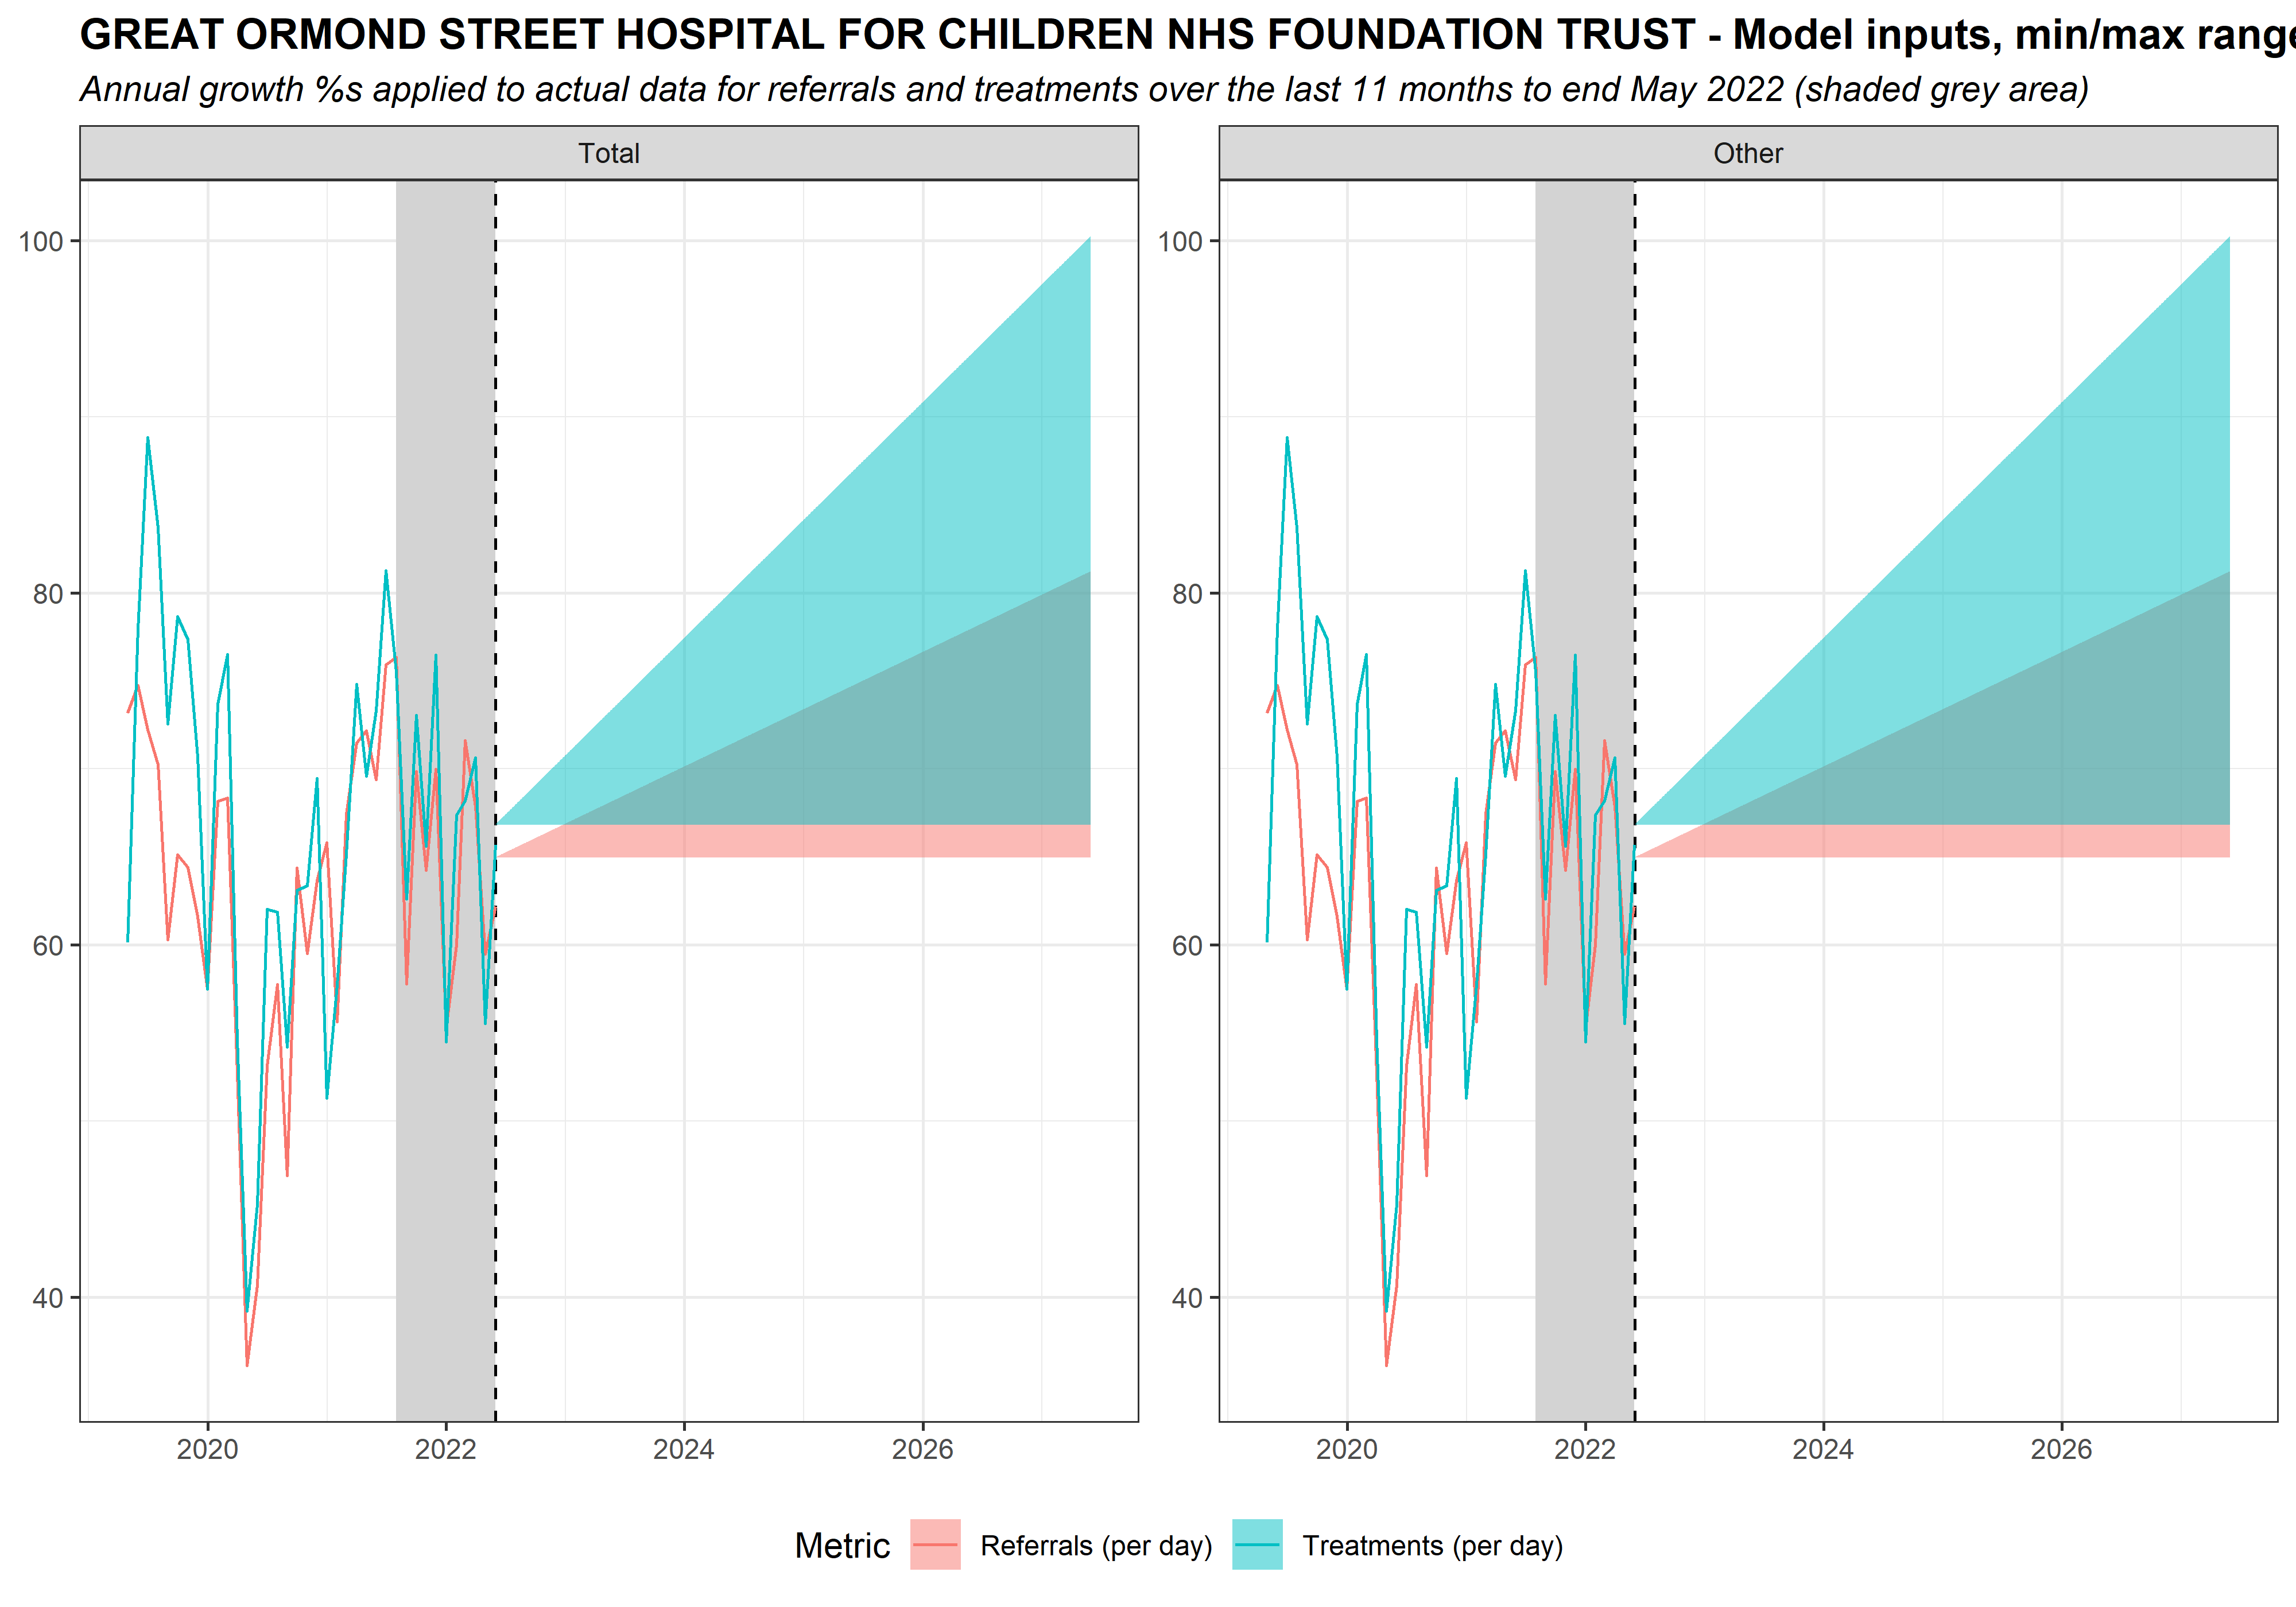 GREAT ORMOND STREET HOSPITAL FOR CHILDREN NHS FOUNDATION TRUST - Model inputs, min/max range
Annual growth %s applied to actual data for referrals and treatments over the last 11 months to end May 2022 (shaded grey area)
Total
Other
100
80
60
40
100
80
60
40
2020 2022 2024 2026
2020 2022 2024 2026
Metric Referrals (per day) Treatments (per day)